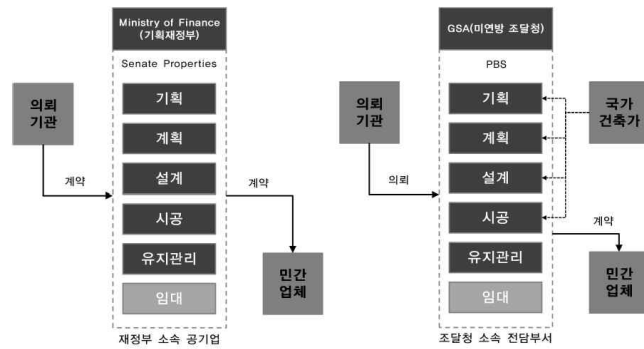 Ministry of Finance
(기획재정부)
Senate Properties
의뢰
기관
계약
기획
계획
설계
시공
유지관리
임대
계약
민간
업체
재정부 소속 공기업
GSA(미연방 조달청)
PBS
의뢰
기관
의뢰
기획
계획
설계
시공
유지관리
임대
국가
건축가
계약
민간
업체
조달청 소속 전담부서